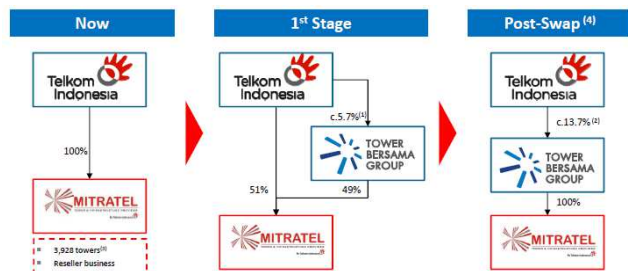 Now
1st Stage
Post-Swap (4)
Telkom
Indonesia
100%
MITRATEL
3,928 towers(3)
Reseller business
Telkom
Indonesia
c.5.7%(1)
TOWER
BERSAMA
GROUP
51%
49%
MITRATEL
Telkom
Indonesia
c.13.7%(2)
TOWER
BERSAMA
GROUP
100%
MITRATEL